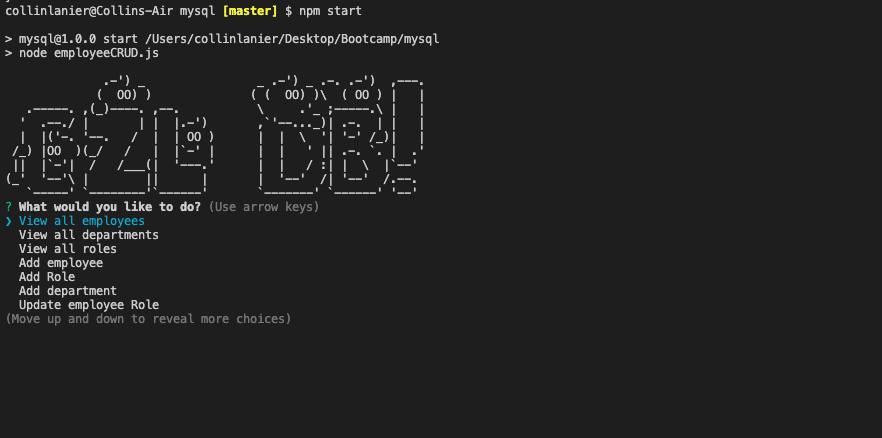 collinlanier@Collins-Air mysql [master] $ npm start
> mysql@1.0.0 start /Users/collinlanier/Desktop/Bootcamp/mysql
> node employeeCRUD.js
CZL DB!
? What would you like to do? (Use arrow keys)
❯ View all employees
View all departments
View all roles
Add employee
Add Role
Add department
Update employee Role
(Move up and down to reveal more choices)